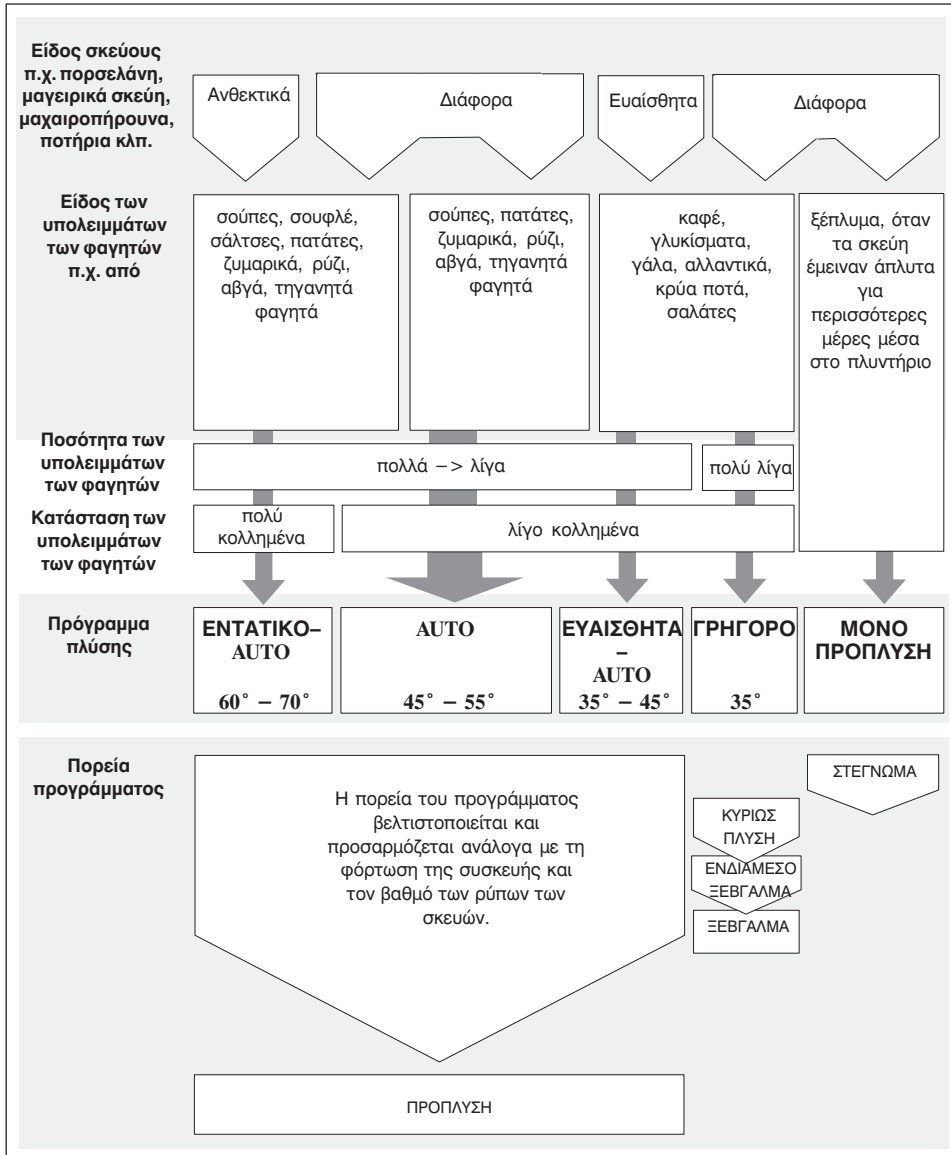 Είδος σκεύους
π.χ. πορσελάνη,
μαγειρικά σκεύη,
μαχαιροπήρουνα,
ποτήρια κλπ.
Ανθεκτικά
Διάφορα
Ευαίσθητα
Διάφορα
Είδος των
υπολειμμάτων
των φαγητών
π.χ. από
σούπες, σουφλέ,
σάλτσες, πατάτες,
ζυμαρικά, ρύζι,
αβγά, τηγανητά
φαγητά
σούπες, πατάτες,
ζυμαρικά, ρύζι,
αβγά, τηγανητά
φαγητά
καφέ,
γλυκίσματα,
γάλα, αλλαντικά,
κρύα ποτά,
σαλάτες
ξέπλυμα, όταν
τα σκεύη
έμειναν άπλυτα
για
περισσότερες
μέρες μέσα
στο πλυντήριο
Ποσότητα των
υπολειμμάτων
των φαγητών
πολλά −> λίγα
πολύ λίγα
Κατάσταση των
υπολειμμάτων
των φαγητών
πολύ
κολλημένα
λίγο κολλημένα
Πρόγραμμα
πλύσης
ΕΝΤΑΤΙΚΟ−
AUTO
60° − 70°
AUTO
45° − 55°
ΕΥΑΙΣΘΗΤΑ
−
AUTO
35° − 45°
ΓΡΗΓΟΡΟ
35°
ΜΟΝΟ
ΠΡΟΠΛΥΣΗ
Πορεία
προγράμματος
Η πορεία του προγράμματος
βελτιστοποιείται και
προσαρμόζεται ανάλογα με τη
φόρτωση της συσκευής και
τον βαθμό των ρύπων των
σκευών.
ΠΡΟΠΛΥΣΗ
ΚΥΡΙΩΣ
ΠΛΥΣΗ
ΕΝΔΙΑΜΕΣΟ
ΞΕΒΓΑΛΜΑ
ΞΕΒΓΑΛΜΑ
ΣΤΕΓΝΩΜΑ